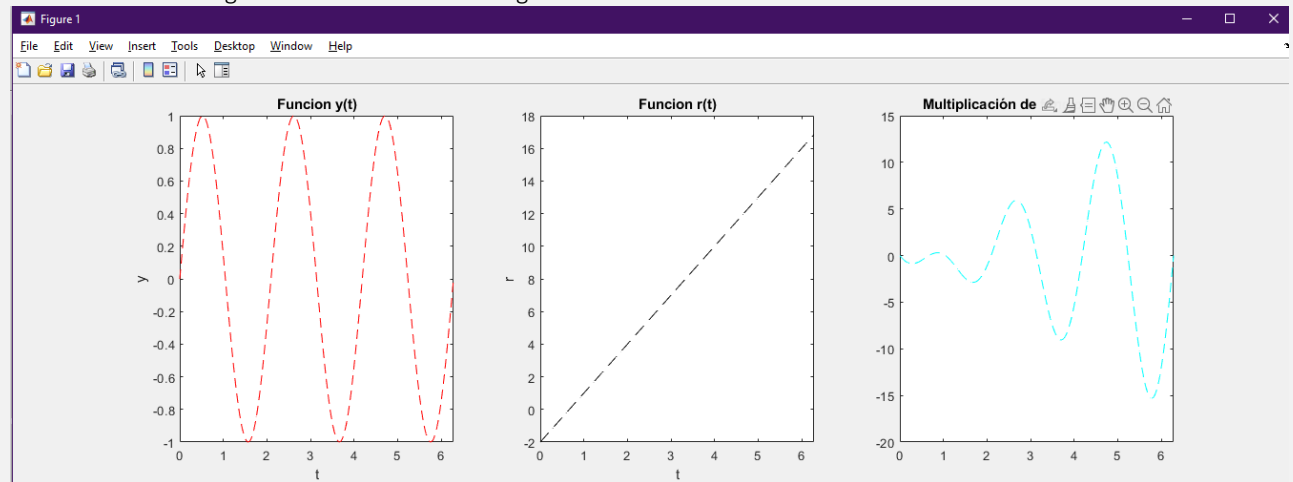 Figure 1
File Edit View Insert Tools Desktop Window Help
Funcion y(t)
1
0.8
0.6
0.4
0.2
0
-0.2
-0.4
-0.6
-0.8
-1
y
0 1 2 3 4 5 6
t
Funcion r(t)
18
16
14
12
10
8
6
4
2
0
-2
r
0 1 2 3 4 5 6
t
Multiplicación de
15
10
5
0
-5
-10
-15
-20
0 1 2 3 4 5 6